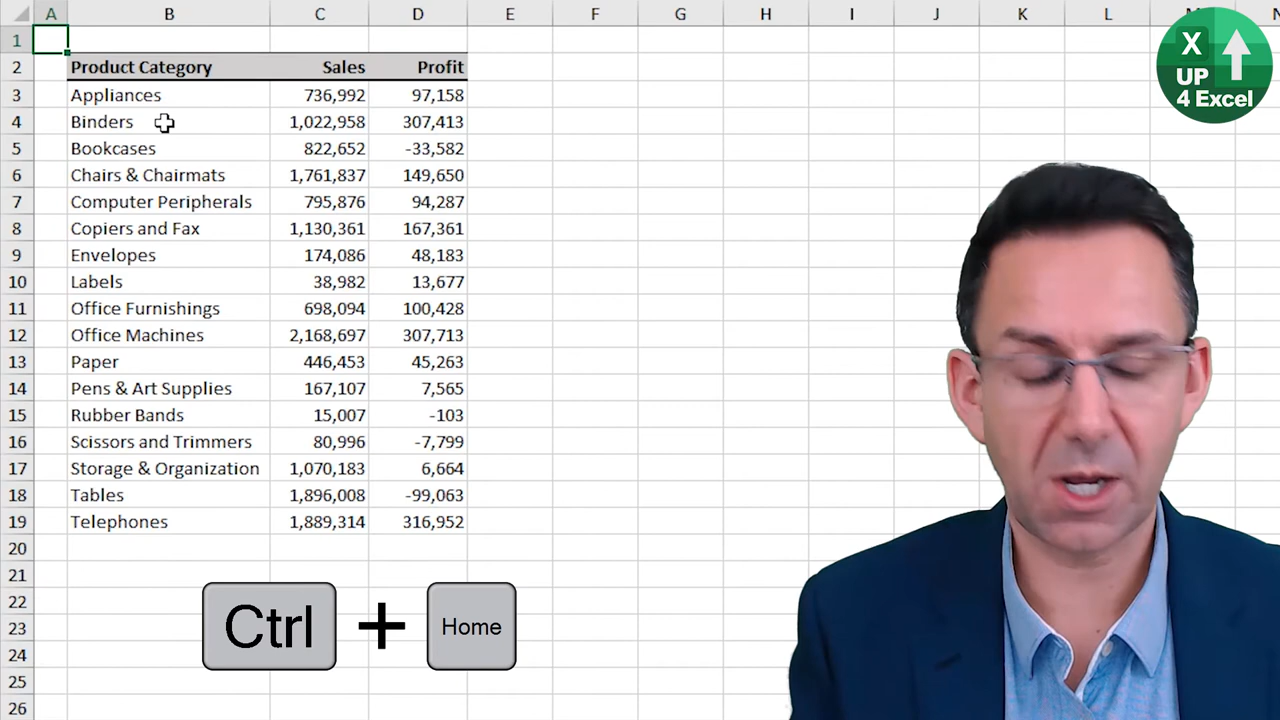 A B C D E F G H I J K L M N
1
2 Product Category Sales Profit
3 Appliances 736,992 97,158
4 Binders 1,022,958 307,413
5 Bookcases 822,652 -33,582
6 Chairs & Chairmats 1,761,837 149,650
7 Computer Peripherals 795,876 94,287
8 Copiers and Fax 1,130,361 167,361
9 Envelopes 174,086 48,183
10 Labels 38,982 13,677
11 Office Furnishings 698,094 100,428
12 Office Machines 2,168,697 307,713
13 Paper 446,453 45,263
14 Pens & Art Supplies 167,107 7,565
15 Rubber Bands 15,007 -103
16 Scissors and Trimmers 80,996 -7,799
17 Storage & Organization 1,070,183 6,664
18 Tables 1,896,008 -99,063
19 Telephones 1,889,314 316,952
20
21
22
23
24
25
26
Ctrl + Home
X
UP
4 Excel